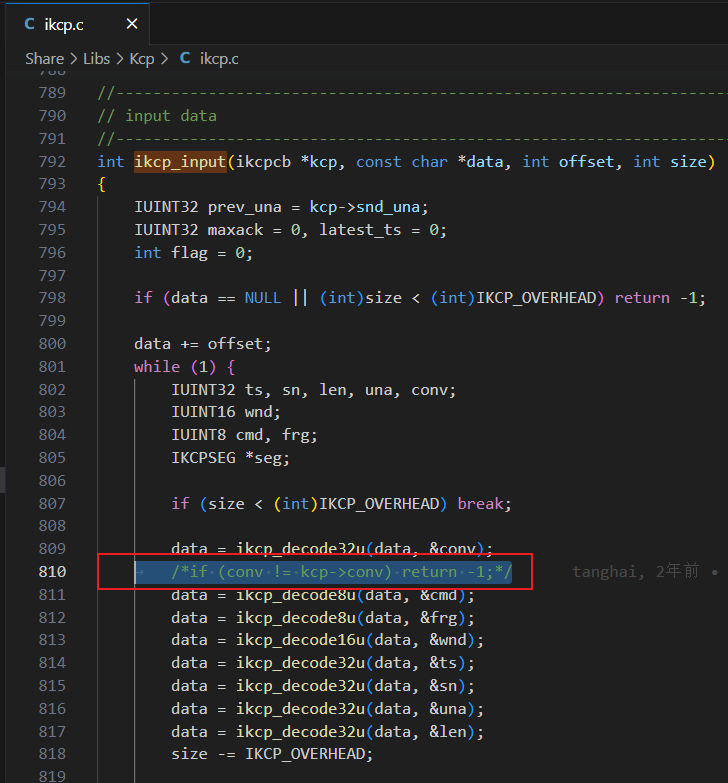 C ikcp.c ×
Share > Libs > Kcp > C ikcp.c
789 //------------------------------------------------------------------
790 // input data
791 //------------------------------------------------------------------
792 int ikcp_input(ikcpcb *kcp, const char *data, int offset, int size)
793 {
794 IUINT32 prev_una = kcp->snd_una;
795 IUINT32 maxack = 0, latest_ts = 0;
796 int flag = 0;
797
798 if (data == NULL || (int)size < (int)IKCP_OVERHEAD) return -1;
799
800 data += offset;
801 while (1) {
802 IUINT32 ts, sn, len, una, conv;
803 IUINT16 wnd;
804 IUINT8 cmd, frg;
805 IKCPSEG *seg;
806
807 if (size < (int)IKCP_OVERHEAD) break;
808
809 data = ikcp_decode32u(data, &conv);
810 /*if (conv != kcp->conv) return -1;*/ tanghai, 2年前 •
811 data = ikcp_decode8u(data, &cmd);
812 data = ikcp_decode8u(data, &frg);
813 data = ikcp_decode16u(data, &wnd);
814 data = ikcp_decode32u(data, &ts);
815 data = ikcp_decode32u(data, &sn);
816 data = ikcp_decode32u(data, &una);
817 data = ikcp_decode32u(data, &len);
818 size -= IKCP_OVERHEAD;
819